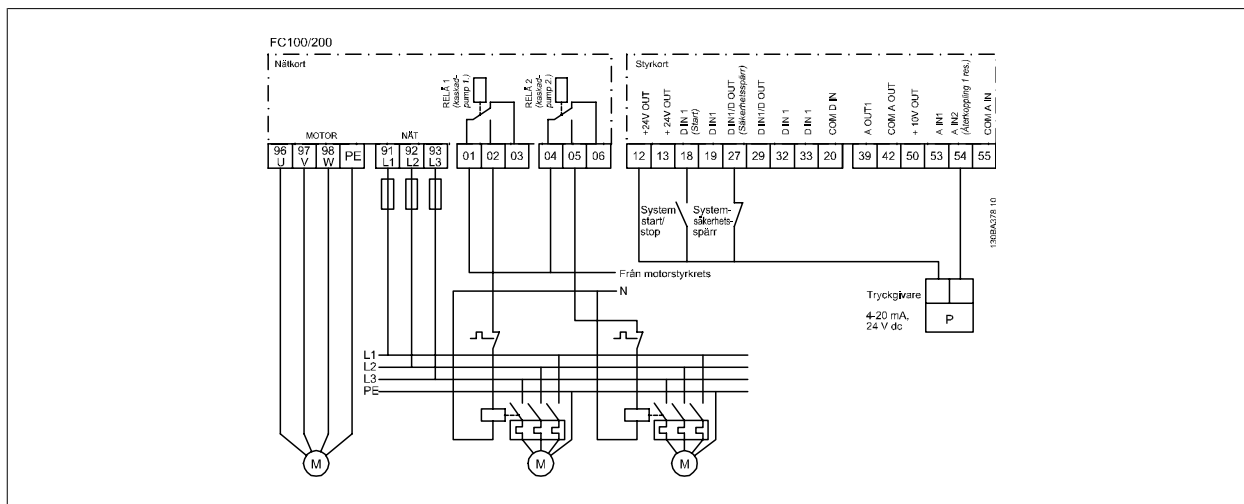 FC100/200
Nätkort
Styrkort
RELÄ 1
(kaskad-
pump 1.)
RELÄ 2
(kaskad-
pump 2.)
+24V OUT
+ 24V OUT
D IN 1
(Start)
D IN1
D IN1/D OUT
(Säkerhetsspärr)
D IN1/D OUT
D IN 1
D IN 1
COM D IN
A OUT1
COM A OUT
+ 10V OUT
A IN1
A IN2
(Återkoppling 1 res.)
COM A IN
MOTOR
NÄT
96 97 98 PE 91 92 93 01 02 03 04 05 06 12 13 18 19 27 29 32 33 20 39 42 50 53 54 55
U V W L1 L2 L3
System
start/
stop
System-
säkerhets-
spärr
130BA378.10
Från motorstyrkrets
N
Tryckgivare
4-20 mA,
24 V dc
P
L1
L2
L3
PE
M M M